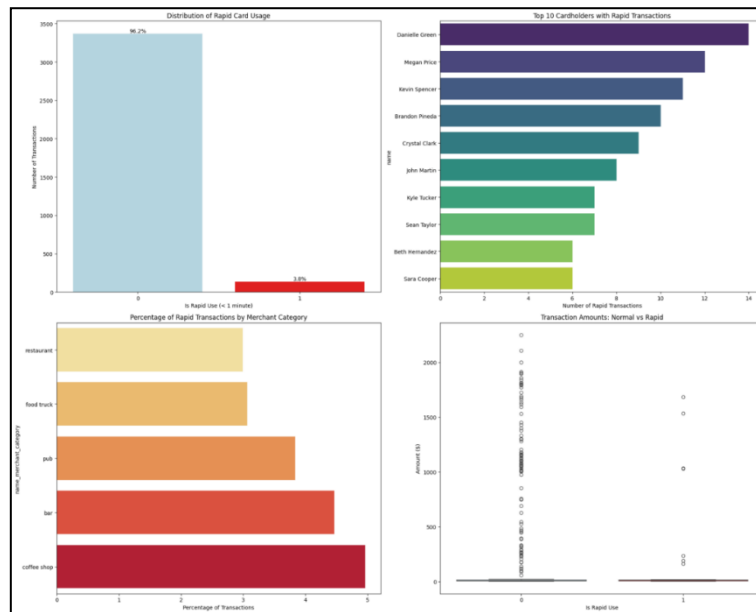 Distribution of Rapid Card Usage
3500
3000
2500
2000
1500
1000
500
0
Number of Transactions
96.2%
3.8%
0 1
Is Rapid Use (< 1 minute)
Top 10 Cardholders with Rapid Transactions
name
Danielle Green
Megan Price
Kevin Spencer
Brandon Pineda
Crystal Clark
John Martin
Kyle Tucker
Sean Taylor
Beth Hernandez
Sara Cooper
0 2 4 6 8 10 12 14
Number of Rapid Transactions
Percentage of Rapid Transactions by Merchant Category
name_merchant_category
restaurant
food truck
pub
bar
coffee shop
0 1 2 3 4 5
Percentage of Transactions
Transaction Amounts: Normal vs Rapid
Amount ($)
2000
1500
1000
500
0
0 1
Is Rapid Use